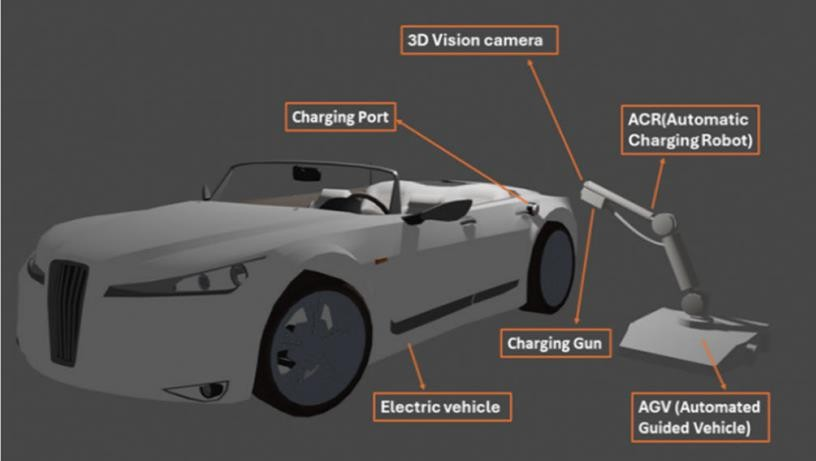 3D Vision camera
Charging Port
ACR(Automatic
Charging Robot)
Charging Gun
Electric vehicle
AGV (Automated
Guided Vehicle)